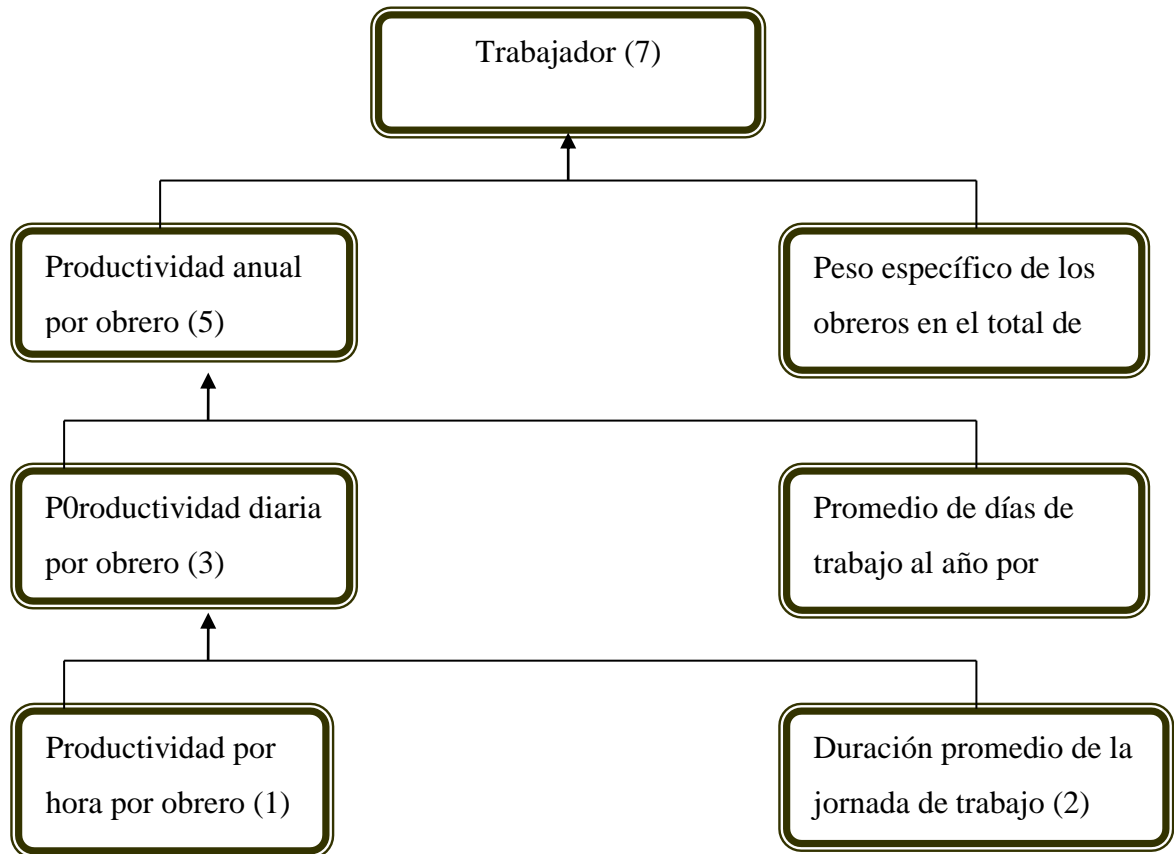 Trabajador (7)
Productividad anual
por obrero (5)
Peso específico de los
obreros en el total de
P0roductividad diaria
por obrero (3)
Promedio de días de
trabajo al año por
Productividad por
hora por obrero (1)
Duración promedio de la
jornada de trabajo (2)